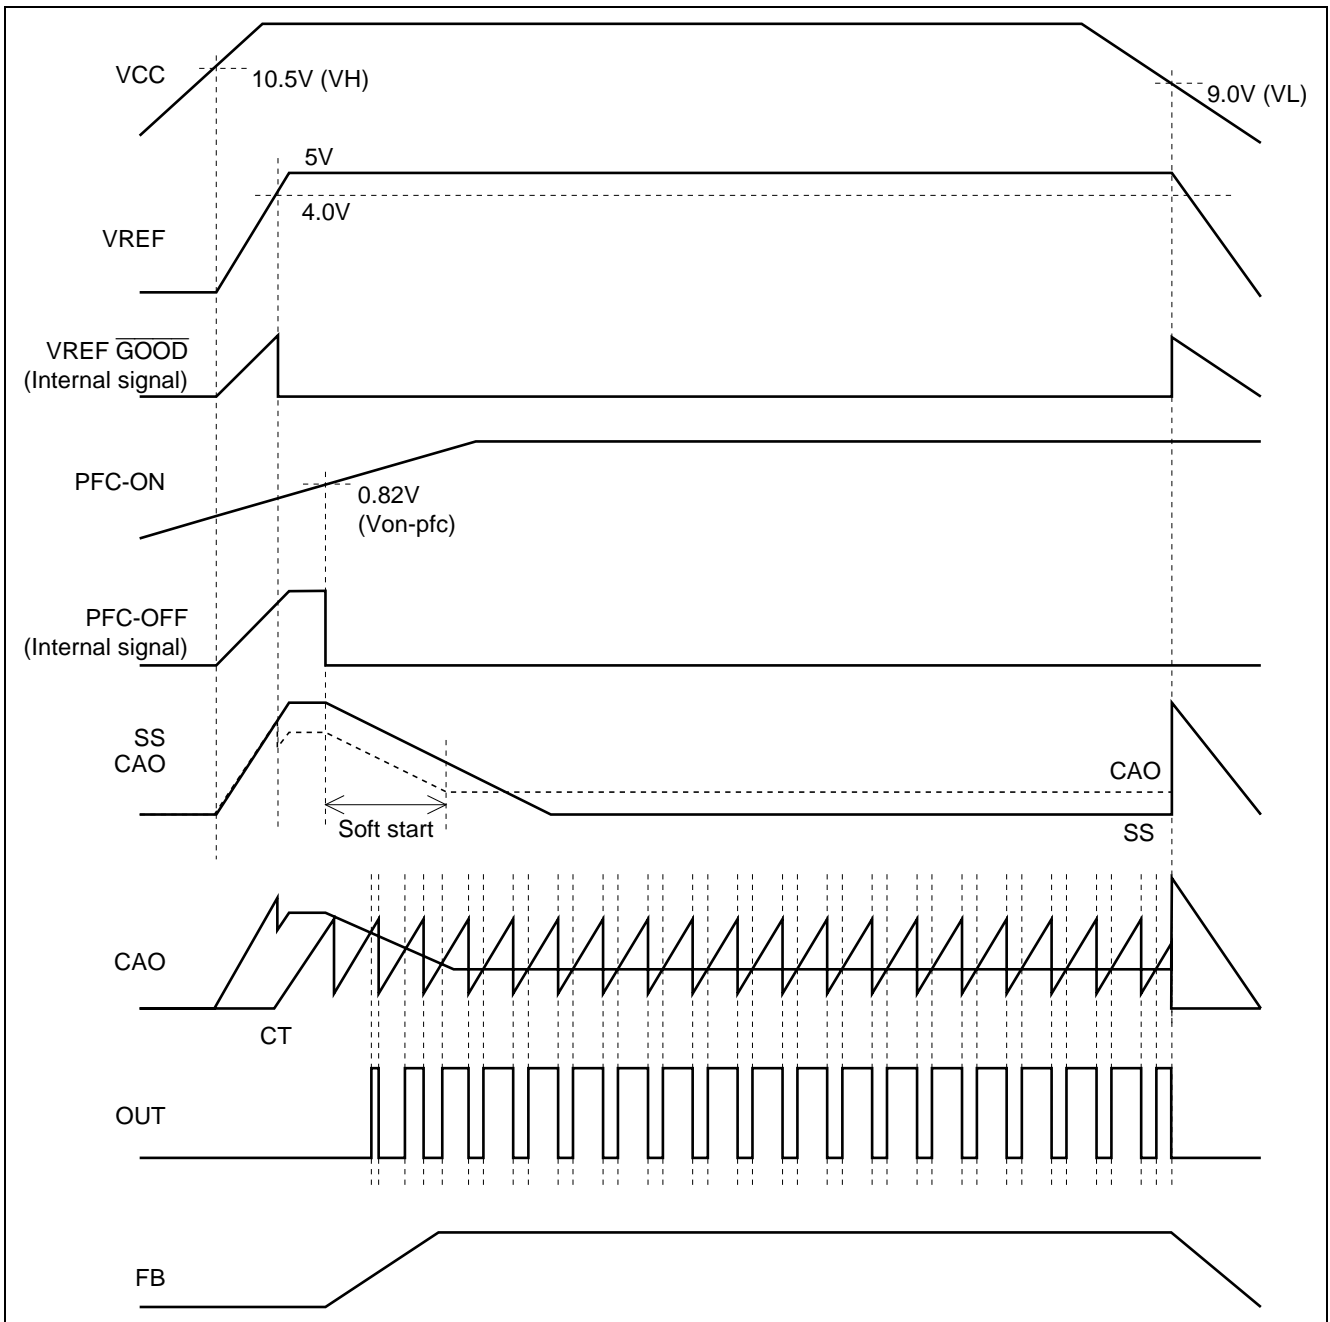 VCC
10.5V (VH)
9.0V (VL)
5V
4.0V
VREF
VREF GOOD
(Internal signal)
PFC-ON
0.82V
(Von-pfc)
PFC-OFF
(Internal signal)
SS
CAO
CAO
Soft start
SS
CAO
CT
OUT
FB